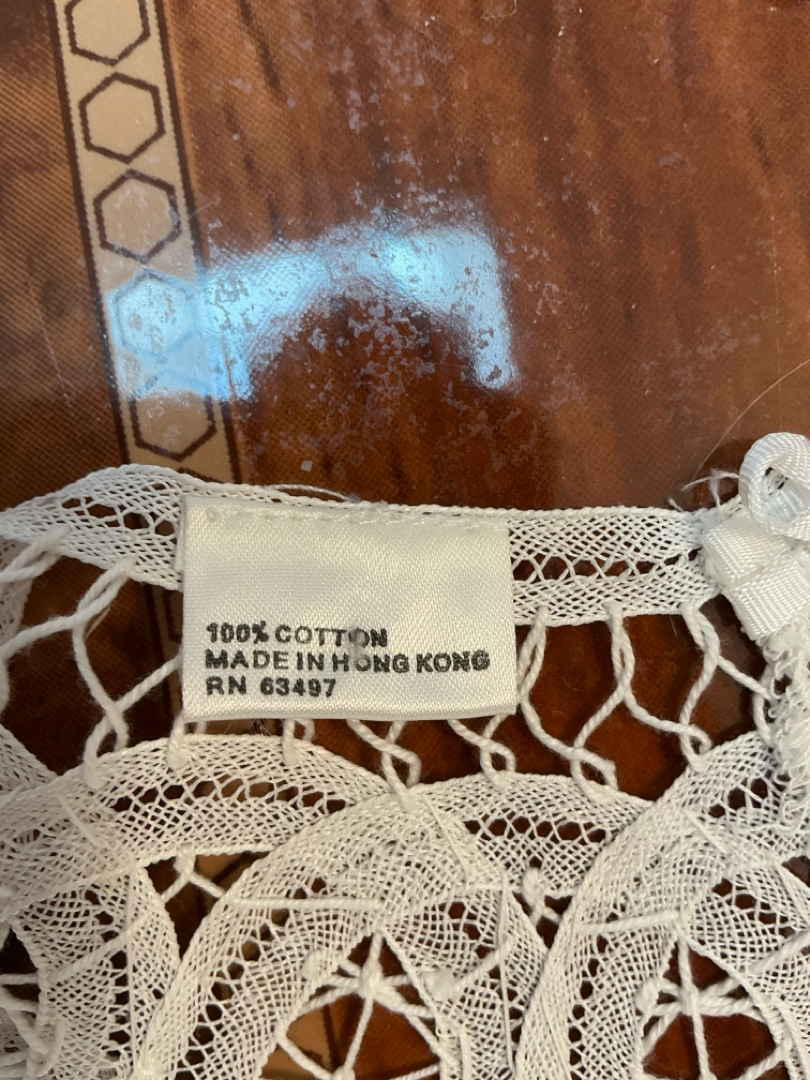 100% COTTON
MADE IN HONG KONG
RN 63497